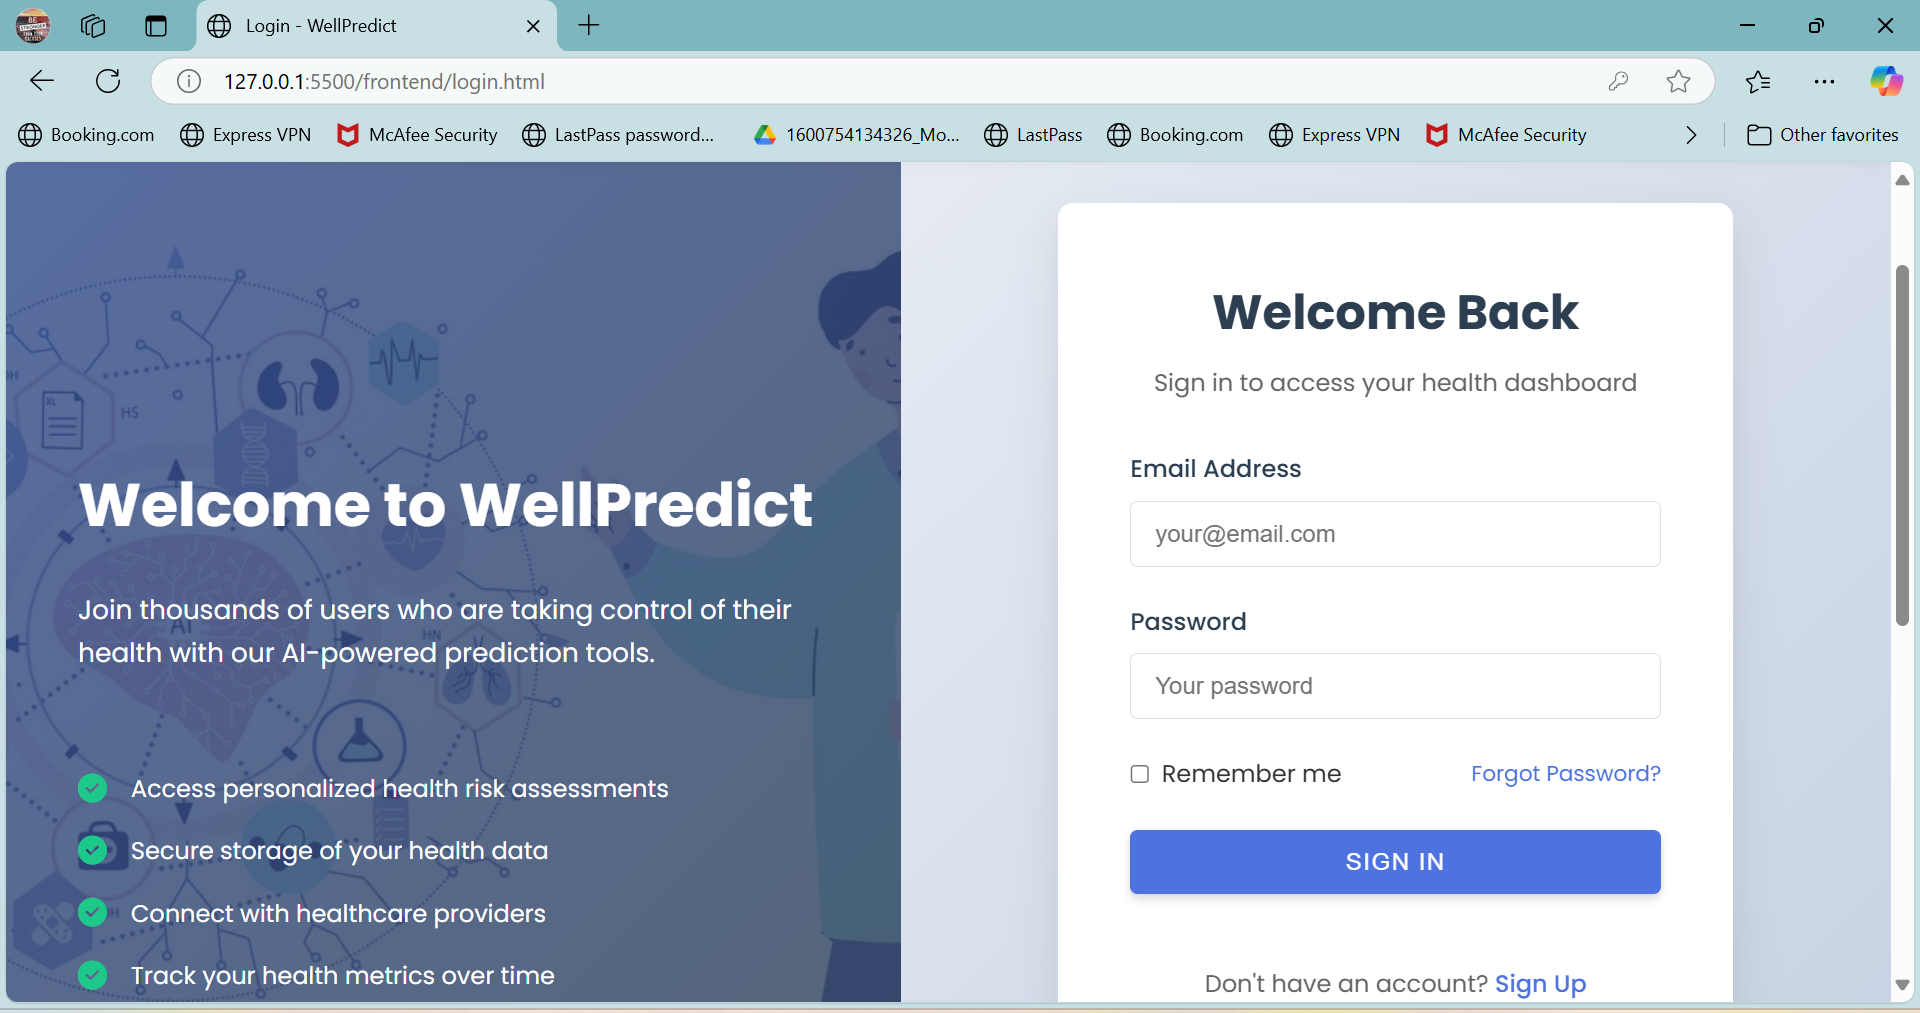 Login - WellPredict
127.0.0.1:5500/frontend/login.html
Booking.com
Express VPN
McAfee Security
LastPass password...
1600754134326_Mo...
LastPass
Booking.com
Express VPN
McAfee Security
Other favorites
XL
HS
Welcome to WellPredict
Join thousands of users who are taking control of their
health with our AI-powered prediction tools.
AI
HN
Access personalized health risk assessments
Secure storage of your health data
Connect with healthcare providers
Track your health metrics over time
Welcome Back
Sign in to access your health dashboard
Email Address
your@email.com
Password
Your password
Remember me
Forgot Password?
SIGN IN
Don't have an account? Sign Up